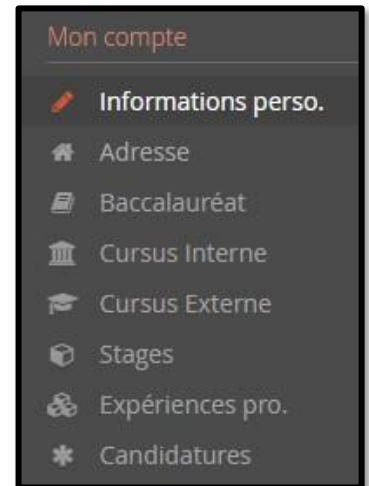 Mon compte
Informations perso.
Adresse
Baccalauréat
Cursus Interne
Cursus Externe
Stages
Expériences pro.
Candidatures